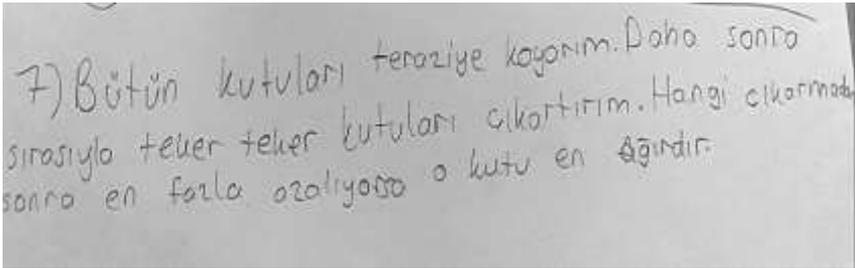 7) Bütün kutuları teraziye koyarım. Daha sonra
sırasıyla teker teker kutuları çıkartırım. Hangi çıkarmadan
sonra en fazla azalıyorsa o kutu en ağırdır.